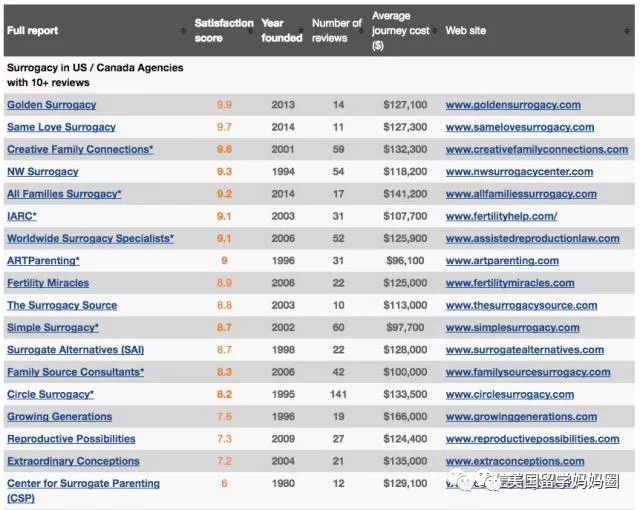 Full report Satisfaction score Year founded Number of reviews Average journey cost ($) Web site
Surrogacy in US / Canada Agencies
with 10+ reviews
Golden Surrogacy 9.9 2013 14 $127,100 www.goldensurrogacy.com
Same Love Surrogacy 9.7 2014 11 $127,300 www.samelovesurrogacy.com
Creative Family Connections* 9.6 2001 59 $132,300 www.creativefamilyconnections.com
NW Surrogacy 9.3 1994 54 $118,200 www.nwsurrogacycenter.com
All Families Surrogacy* 9.2 2014 17 $141,200 www.allfamiliessurrogacy.com
IARC* 9.1 2003 31 $107,700 www.fertilityhelp.com/
Worldwide Surrogacy Specialists* 9.1 2006 52 $125,900 www.assistedreproductionlaw.com
ARTParenting* 9 1996 31 $96,100 www.artparenting.com
Fertility Miracles 8.9 2006 22 $125,000 www.fertilitymiracles.com
The Surrogacy Source 8.8 2003 10 $113,000 www.thesurrogacysource.com
Simple Surrogacy* 8.7 2002 60 $97,700 www.simplesurrogacy.com
Surrogate Alternatives (SAI) 8.7 1998 22 $128,000 www.surrogatealternatives.com
Family Source Consultants* 8.3 2006 42 $100,000 www.familysourcesurrogacy.com
Circle Surrogacy* 8.2 1995 141 $133,500 www.circlesurrogacy.com
Growing Generations 7.6 1996 19 $166,000 www.growinggenerations.com
Reproductive Possibilities 7.3 2009 27 $124,400 www.reproductivepossibilities.com
Extraordinary Conceptions 7.2 2004 21 $135,000 www.extraconceptions.com
Center for Surrogate Parenting 6 1980 12 $129,100
(CSP)
美国留学妈妈圈